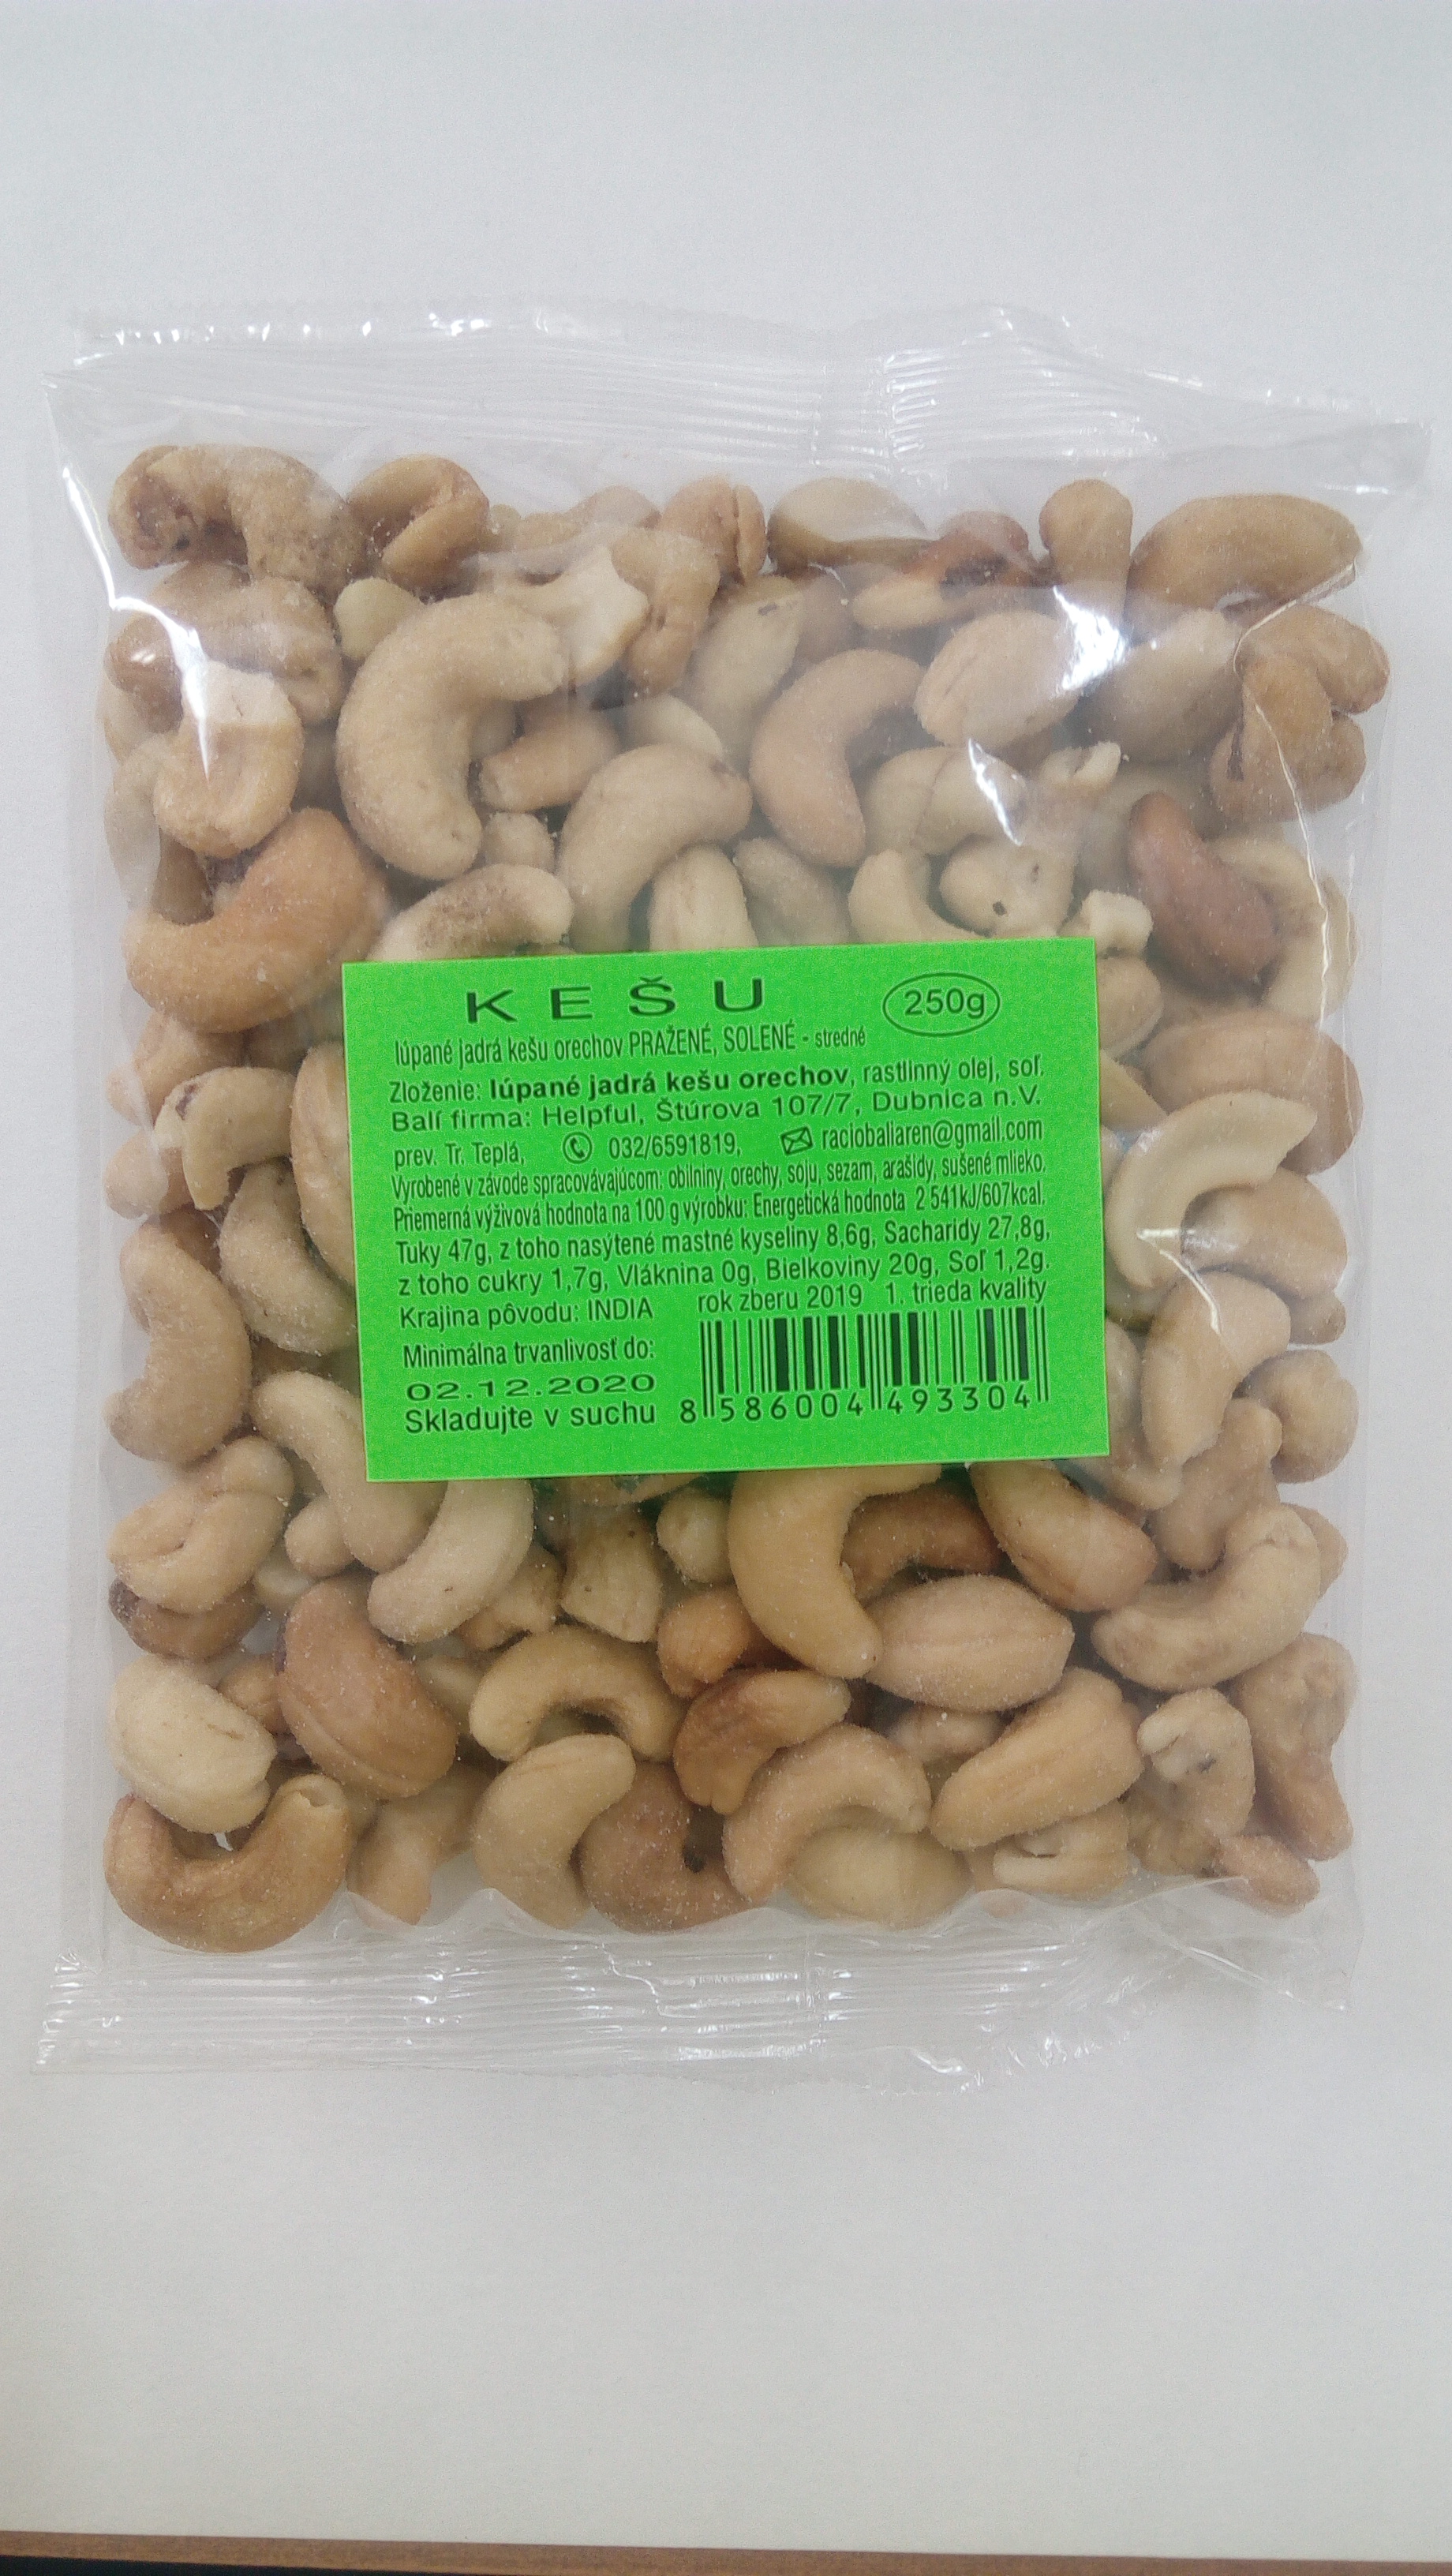 KEŠU 250g
lúpané jadrá kešu orechov PRAŽENÉ, SOLENÉ - stredné
Zloženie: lúpané jadrá kešu orechov, rastlinný olej, soľ.
Balí firma: Helpful, Štúrova 107/7, Dubnica n.V.
prev. Tr. Teplá, 032/6591819, raciobaliaren@gmail.com
Vyrobené v závode spracovávajúcom: obilniny, orechy, sóju, sezam, arašidy, sušené mlieko.
Priemerná výživová hodnota na 100 g výrobku: Energetická hodnota 2 541kJ/607kcal.
Tuky 47g, z toho nasýtené mastné kyseliny 8,6g, Sacharidy 27,8g,
z toho cukry 1,7g, Vláknina 0g, Bielkoviny 20g, Soľ 1,2g.
Krajina pôvodu: INDIA rok zberu 2019 1. trieda kvality
Minimálna trvanlivosť do:
02.12.2020
Skladujte v suchu 8 586004 493304